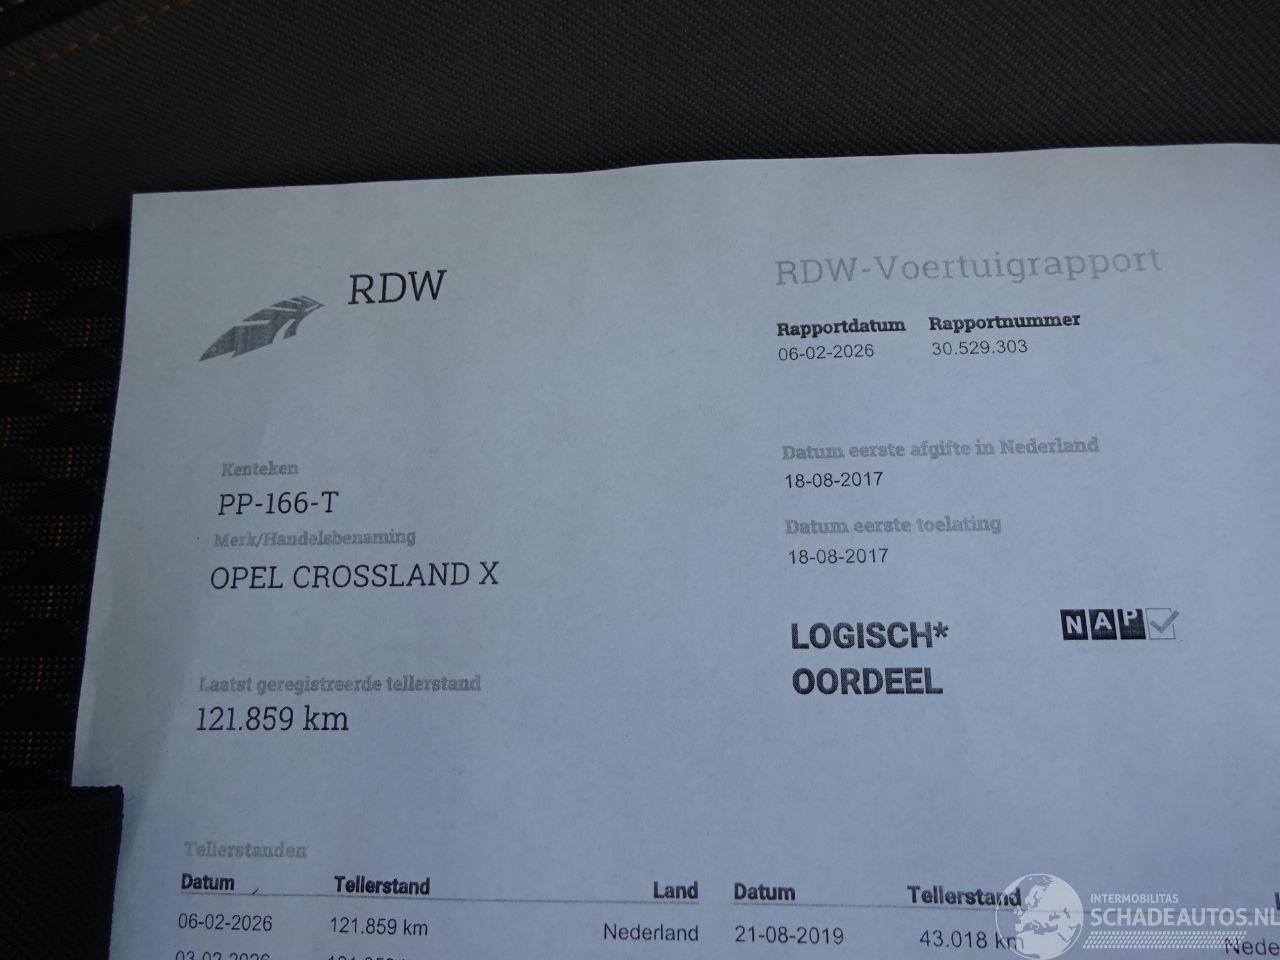 RDW
RDW-Voertuigrapport
Rapportdatum Rapportnummer
06-02-2026 30.529.303
Kenteken
PP-166-T
Merk/Handelsbenaming
OPEL CROSSLAND X
Datum eerste afgifte in Nederland
18-08-2017
Datum eerste toelating
18-08-2017
LOGISCH*
OORDEEL
NAP
Laatst geregistreerde tellerstand
121.859 km
Tellerstanden
Datum Tellerstand Land Datum Tellerstand
06-02-2026 121.859 km Nederland 21-08-2019 43.018 km
INTERMOBILITAS
SCHADEAUTOS.NL